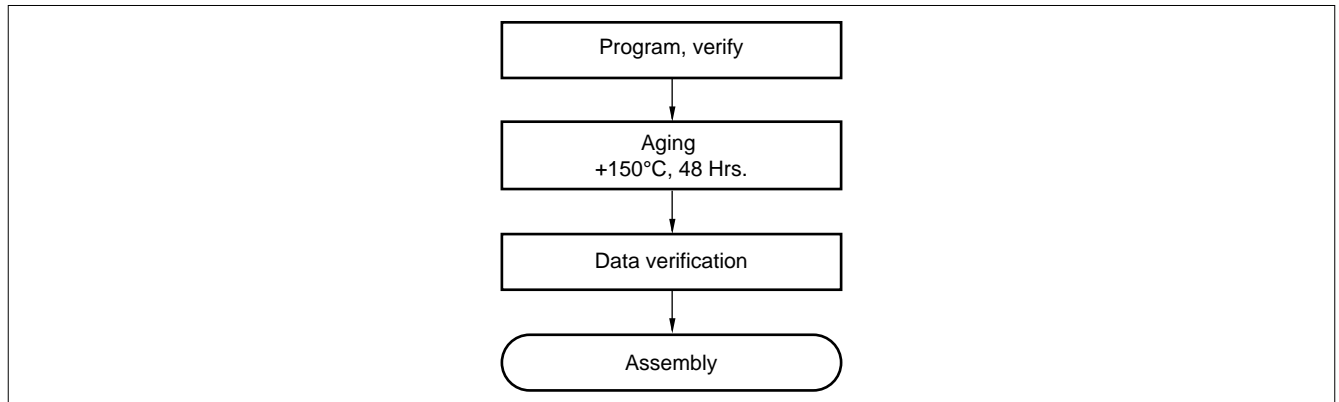 Program, verify
Aging
+150°C, 48 Hrs.
Data verification
Assembly